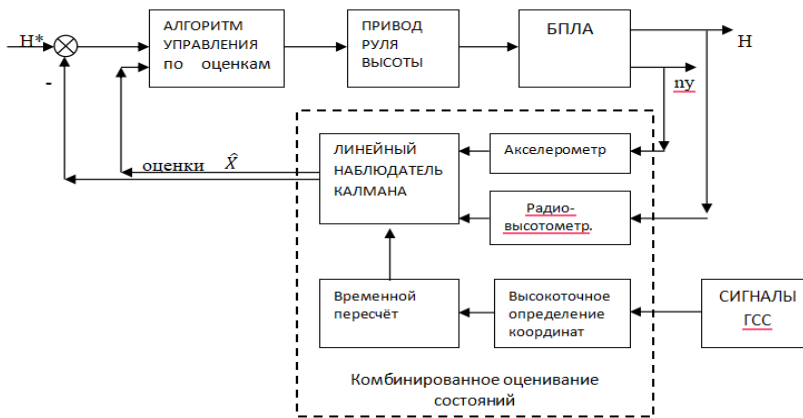 H*
-
АЛГОРИТМ
УПРАВЛЕНИЯ
по оценкам
ПРИВОД
РУЛЯ
ВЫСОТЫ
БПЛА
H
ny
оценки X̂
ЛИНЕЙНЫЙ
НАБЛЮДАТЕЛЬ
КАЛМАНА
Акселерометр
Радио-
высотометр.
Временной
пересчёт
Высокоточное
определение
координат
СИГНАЛЫ
ГСС
Комбинированное оценивание
состояний